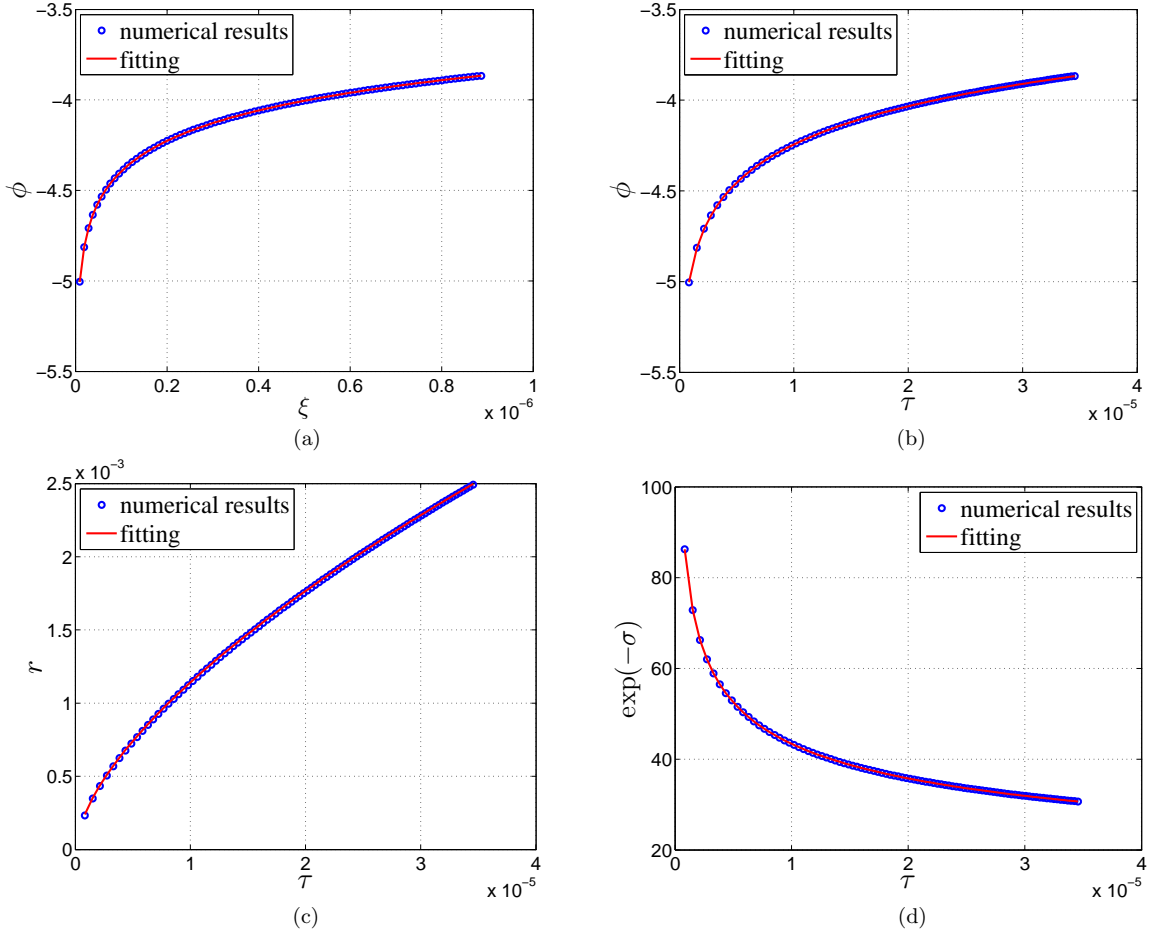 −3.5
numerical results
fitting
−4
ϕ
−4.5
−5
−5.5
0 0.2 0.4 0.6 0.8 1
ξ
x 10⁻⁶
(a)
−3.5
numerical results
fitting
−4
ϕ
−4.5
−5
−5.5
0 1 2 3 4
τ
x 10⁻⁵
(b)
x 10⁻³
2.5
numerical results
fitting
2
1.5
r
1
0.5
0
0 1 2 3 4
τ
x 10⁻⁵
(c)
100
numerical results
fitting
80
exp(−σ)
60
40
20
0 1 2 3 4
τ
x 10⁻⁵
(d)